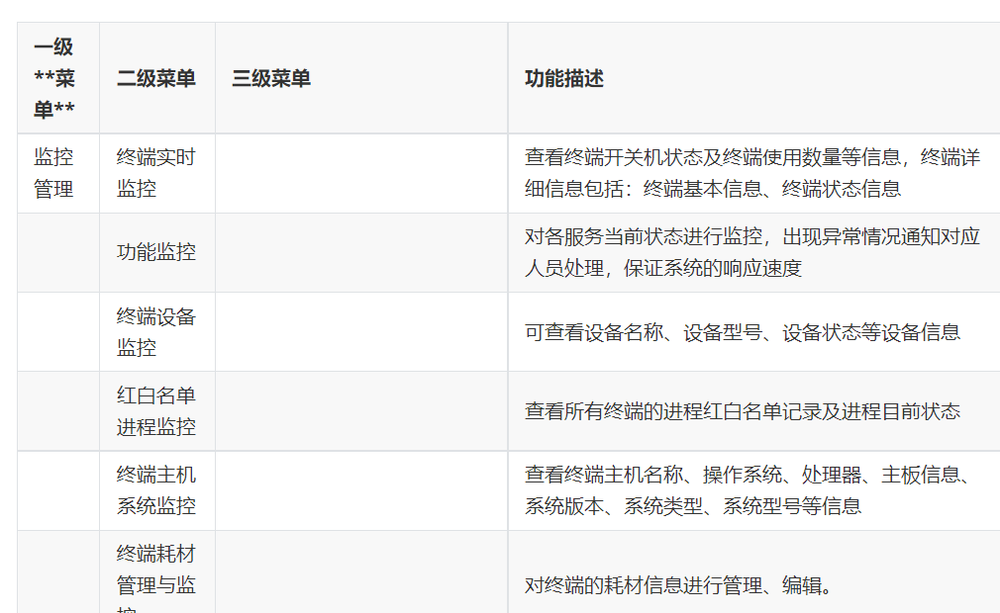 一级
**菜
单**
二级菜单
三级菜单
功能描述
监控
管理
终端实时
监控
查看终端开关机状态及终端使用数量等信息，终端详
细信息包括：终端基本信息、终端状态信息
功能监控
对各服务当前状态进行监控，出现异常情况通知对应
人员处理，保证系统的响应速度
终端设备
监控
可查看设备名称、设备型号、设备状态等设备信息
红白名单
进程监控
查看所有终端的进程红白名单记录及进程目前状态
终端主机
系统监控
查看终端主机名称、操作系统、处理器、主板信息、
系统版本、系统类型、系统型号等信息
终端耗材
管理与监
控
对终端的耗材信息进行管理、编辑。